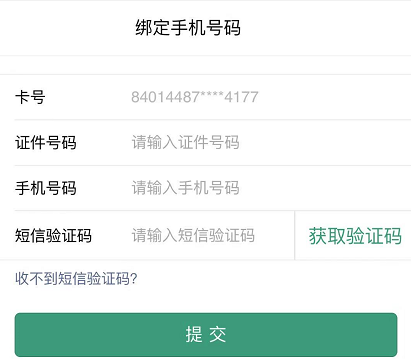 绑定手机号码
卡号 84014487****4177
证件号码 请输入证件号码
手机号码 请输入手机号码
短信验证码 请输入短信验证码 获取验证码
收不到短信验证码?
提交